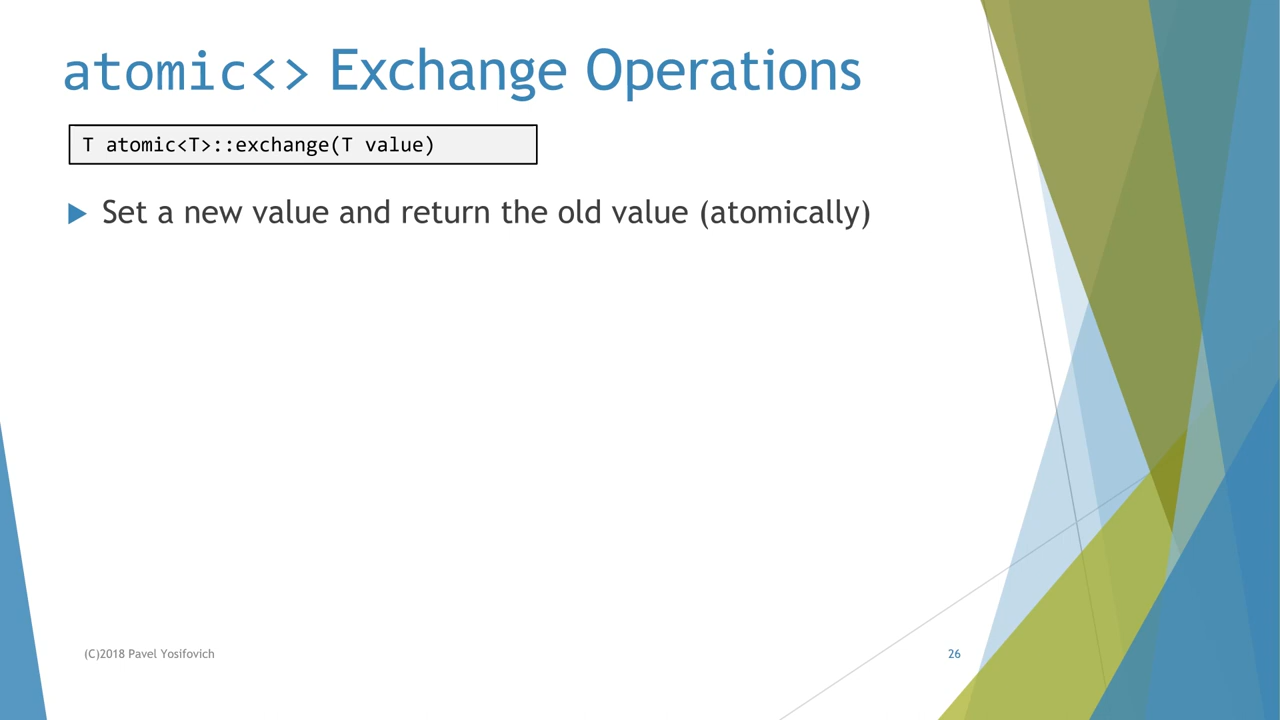 atomic<> Exchange Operations
T atomic<T>::exchange(T value)
Set a new value and return the old value (atomically)
(C)2018 Pavel Yosifovich
26